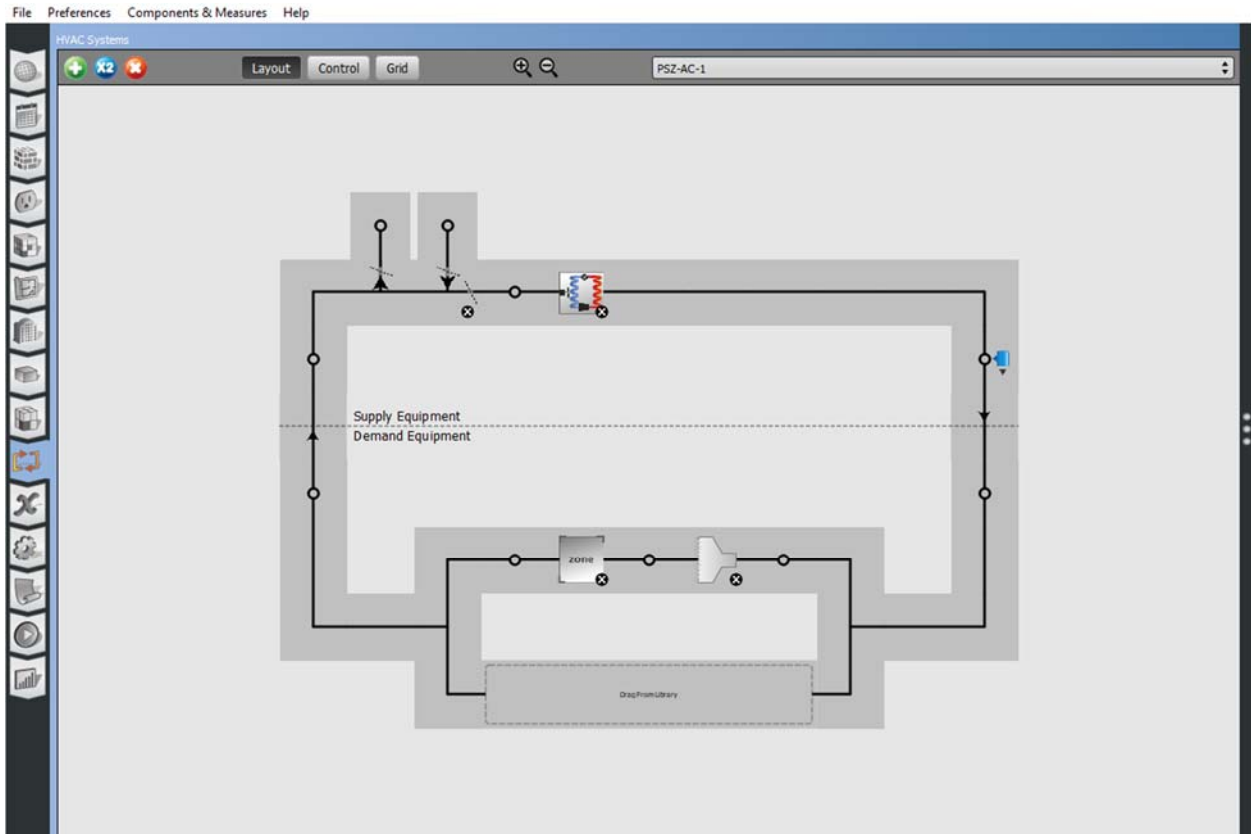 File Preferences Components & Measures Help
HVAC Systems
X2 Layout Control Grid PSZ-AC-1
Supply Equipment
Demand Equipment
zone
Drag From Library